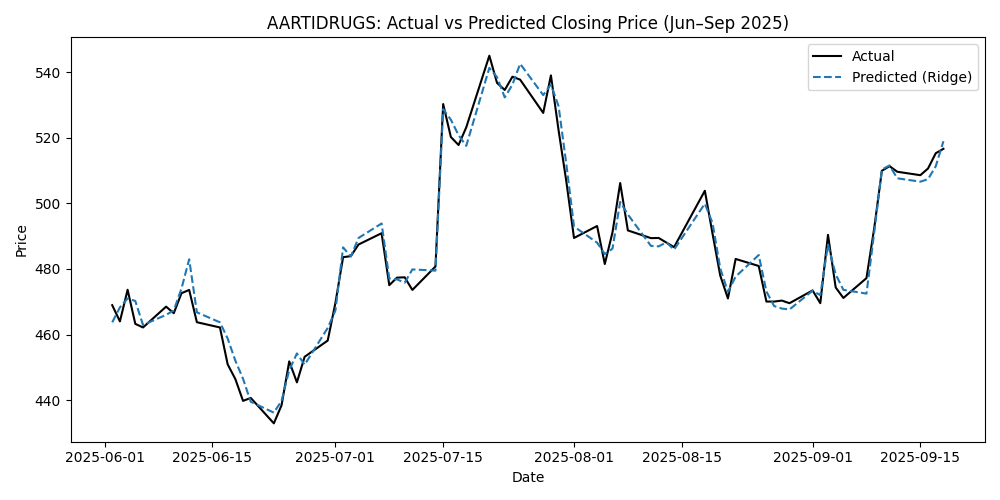 AARTIDRUGS: Actual vs Predicted Closing Price (Jun–Sep 2025)
Actual
Predicted (Ridge)
Price
540
520
500
480
460
440
2025-06-01 2025-06-15 2025-07-01 2025-07-15 2025-08-01 2025-08-15 2025-09-01 2025-09-15
Date